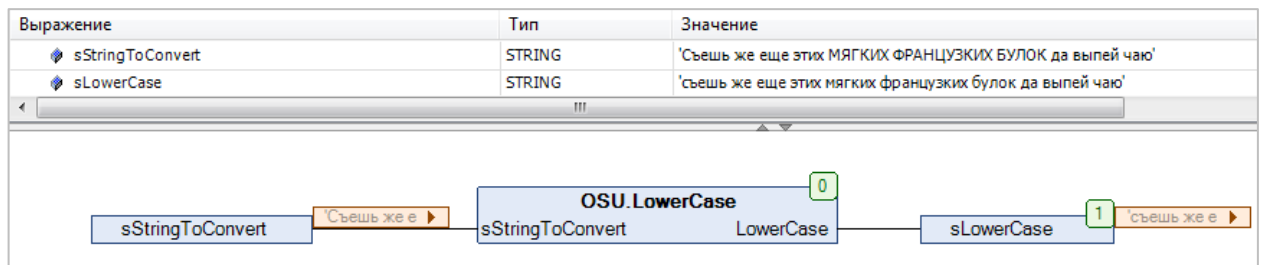 Выражение Тип Значение
sStringToConvert STRING 'Съешь же еще этих МЯГКИХ ФРАНЦУЗКИХ БУЛОК да выпей чаю'
sLowerCase STRING 'съешь же еще этих мягких французких булок да выпей чаю'
0
OSU.LowerCase
'Съешь же е
1
'съешь же е
sStringToConvert sStringToConvert LowerCase sLowerCase